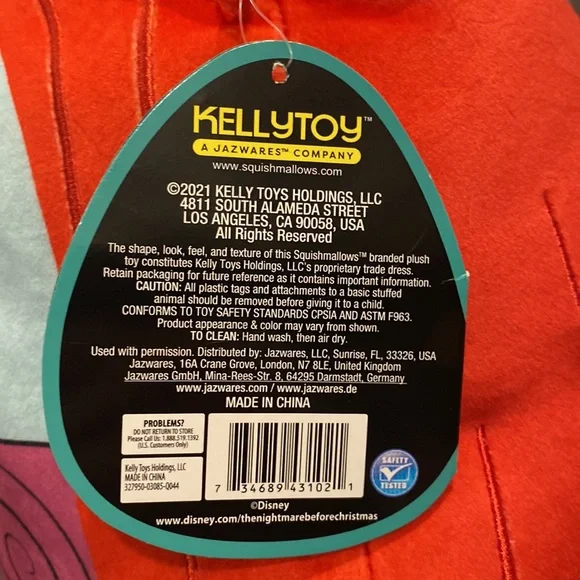 KELLYTOY™
A JAZWARES™ COMPANY
www.squishmallows.com
©2021 KELLY TOYS HOLDINGS, LLC
4811 SOUTH ALAMEDA STREET
LOS ANGELES, CA 90058, USA
All Rights Reserved
The shape, look, feel, and texture of this Squishmallows™ branded plush
toy constitutes Kelly Toys Holdings, LLC's proprietary trade dress.
Retain packaging for future reference as it contains important information.
CAUTION: All plastic tags and attachments to a basic stuffed
animal should be removed before giving it to a child.
CONFORMS TO TOY SAFETY STANDARDS CPSIA AND ASTM F963.
Product appearance & color may vary from shown.
TO CLEAN: Hand wash, then air dry.
Used with permission. Distributed by: Jazwares, LLC, Sunrise, FL, 33326, USA
Jazwares, 16A Crane Grove, London, N7 8LE, United Kingdom
Jazwares GmbH, Mina-Rees-Str. 8, 64295 Darmstadt, Germany
www.jazwares.com / www.jazwares.de
MADE IN CHINA
PROBLEMS?
DO NOT RETURN TO STORE
Please Call Us: 1.888.519.1392
(U.S. Customers Only)
Kelly Toys Holdings, LLC
MADE IN CHINA
327950-03085-Q044
7 34689 43102 1
SAFETY
TESTED
©Disney
www.disney.com/thenightmarebeforechristmas